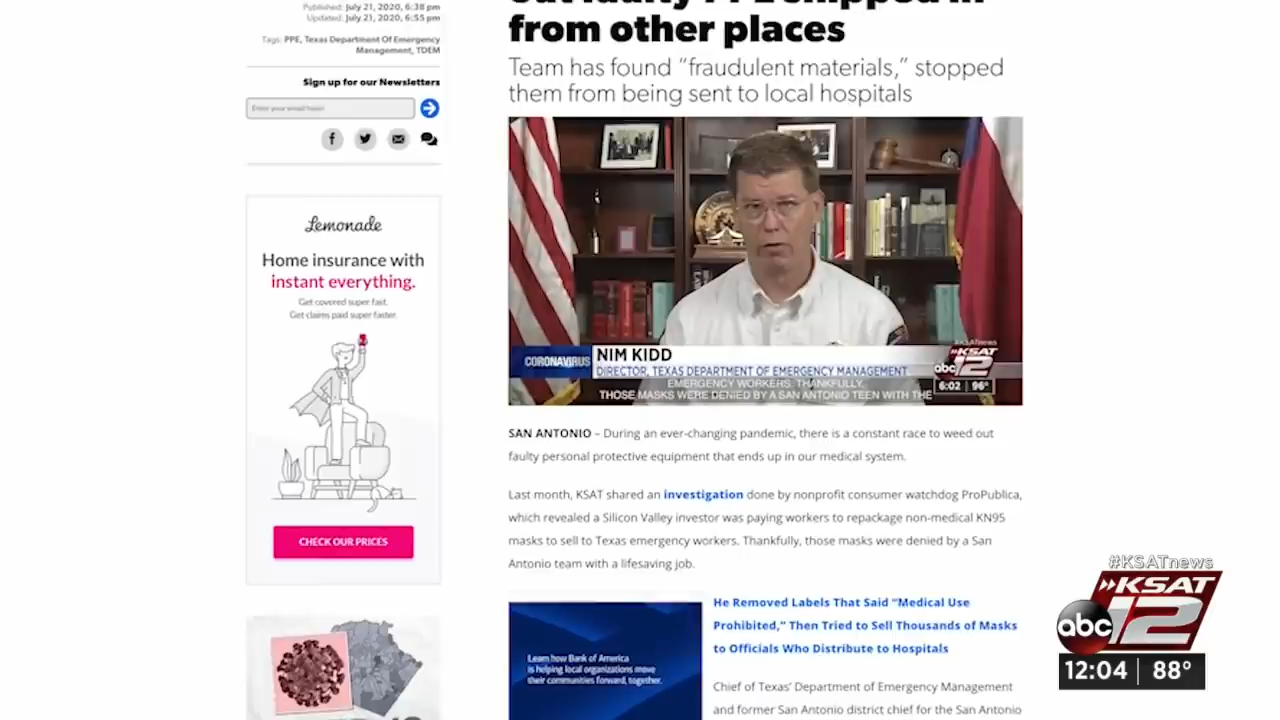 Published: July 21, 2020, 6:38 pm
Updated: July 21, 2020, 6:55 pm
Tags: PPE, Texas Department Of Emergency
Management, TDEM
Sign up for our Newsletters
Enter your email here!
Lemonade
Home insurance with
instant everything.
Get covered super fast.
Get claims paid super faster.
CHECK OUR PRICES
from other places
Team has found “fraudulent materials,” stopped
them from being sent to local hospitals
#KSATnews
CORONAVIRUS
NIM KIDD
DIRECTOR, TEXAS DEPARTMENT OF EMERGENCY MANAGEMENT
KSAT
abc 12
6:02 96°
EMERGENCY WORKERS. THANKFULLY,
THOSE MASKS WERE DENIED BY A SAN ANTONIO TEEN WITH THE
SAN ANTONIO – During an ever-changing pandemic, there is a constant race to weed out
faulty personal protective equipment that ends up in our medical system.
Last month, KSAT shared an investigation done by nonprofit consumer watchdog ProPublica,
which revealed a Silicon Valley investor was paying workers to repackage non-medical KN95
masks to sell to Texas emergency workers. Thankfully, those masks were denied by a San
Antonio team with a lifesaving job.
Learn how Bank of America
is helping local organizations move
their communities forward, together.
He Removed Labels That Said “Medical Use
Prohibited,” Then Tried to Sell Thousands of Masks
to Officials Who Distribute to Hospitals
Chief of Texas’ Department of Emergency Management
and former San Antonio district chief for the San Antonio
#KSATnews
KSAT
abc 12
12:04 88°